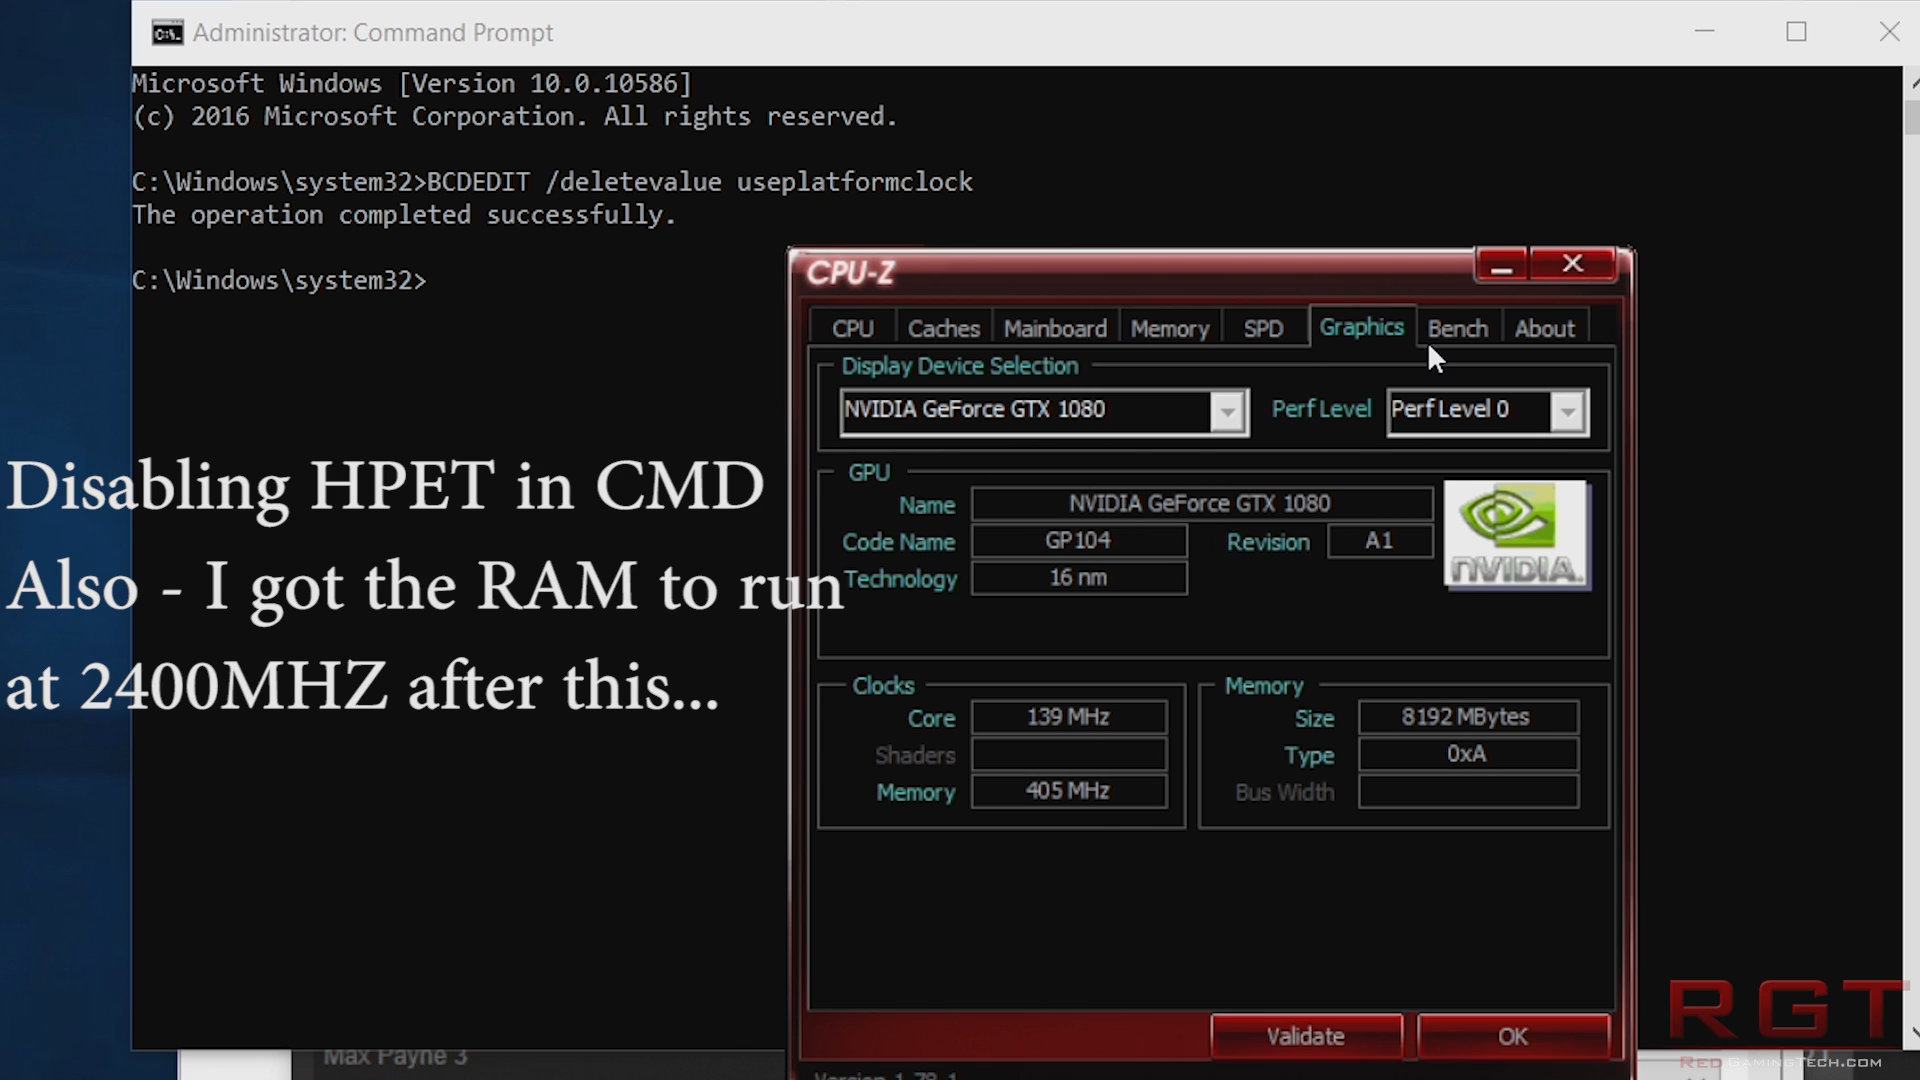 Administrator: Command Prompt
Microsoft Windows [Version 10.0.10586]
(c) 2016 Microsoft Corporation. All rights reserved.
C:\Windows\system32>BCDEDIT /deletevalue useplatformclock
The operation completed successfully.
C:\Windows\system32>
Disabling HPET in CMD
Also - I got the RAM to run
at 2400MHZ after this...
CPU-Z
CPU Caches Mainboard Memory SPD Graphics Bench About
Display Device Selection
NVIDIA GeForce GTX 1080 Perf Level Perf Level 0
GPU
Name NVIDIA GeForce GTX 1080
Code Name GP104 Revision A1
Technology 16 nm
NVIDIA.
Clocks
Core 139 MHz
Shaders
Memory 405 MHz
Memory
Size 8192 MBytes
Type 0xA
Bus Width
Validate OK
Max Payne 3
RGT
REDGAMINGTECH.COM